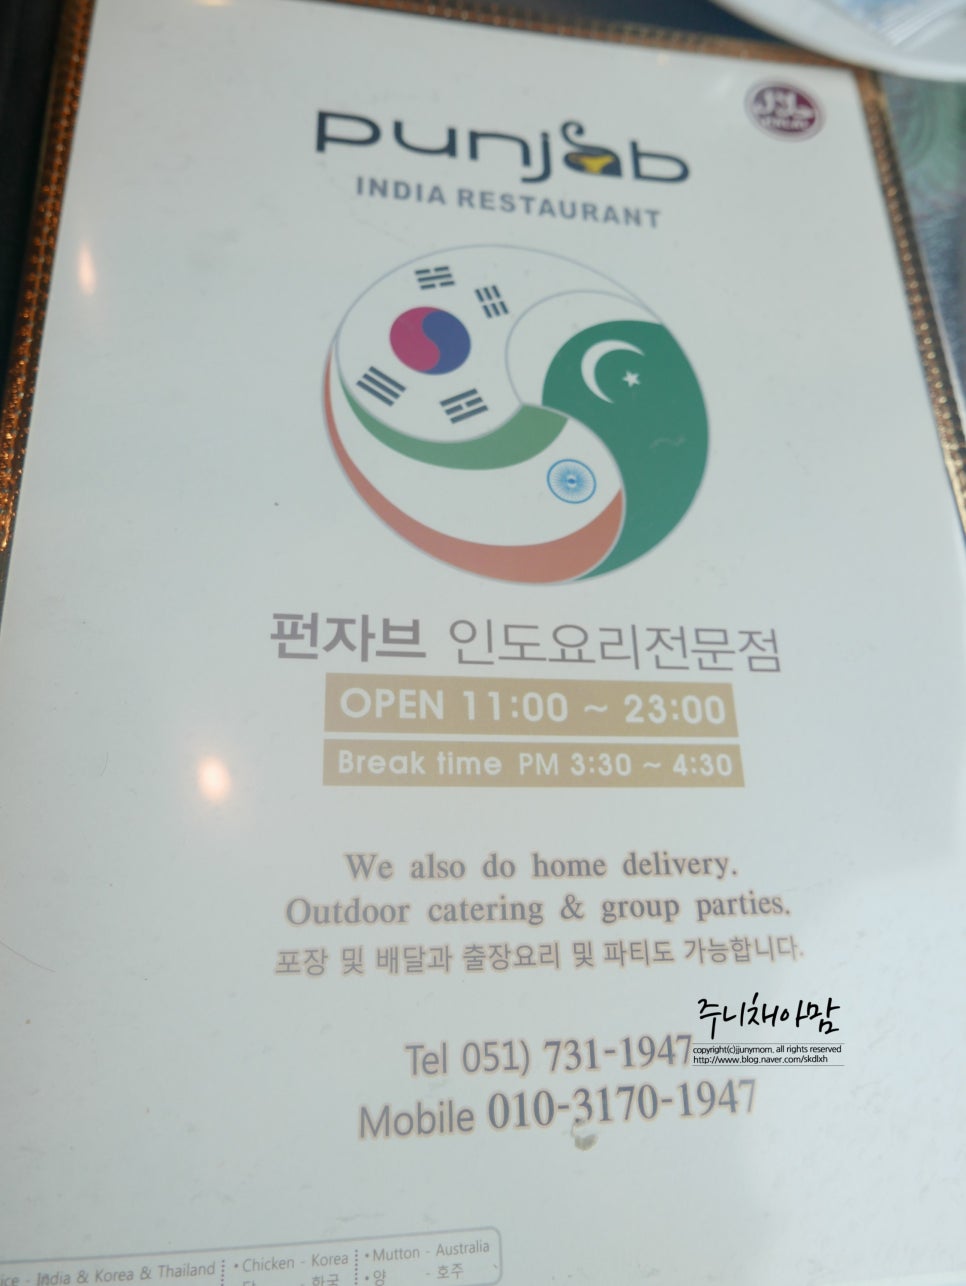 حلال
punjab
INDIA RESTAURANT
펀자브 인도요리전문점
OPEN 11:00 ~ 23:00
Break time PM 3:30 ~ 4:30
We also do home delivery.
Outdoor catering & group parties.
포장 및 배달과 출장요리 및 파티도 가능합니다.
주니채아맘
Tel 051) 731-1947
copyright(c)jjunymom. all rights reserved
http://www.blog.naver.com/skdlxh
Mobile 010-3170-1947
- India & Korea & Thailand • Chicken - Korea • Mutton - Australia
- 한국 • 양 - 호주